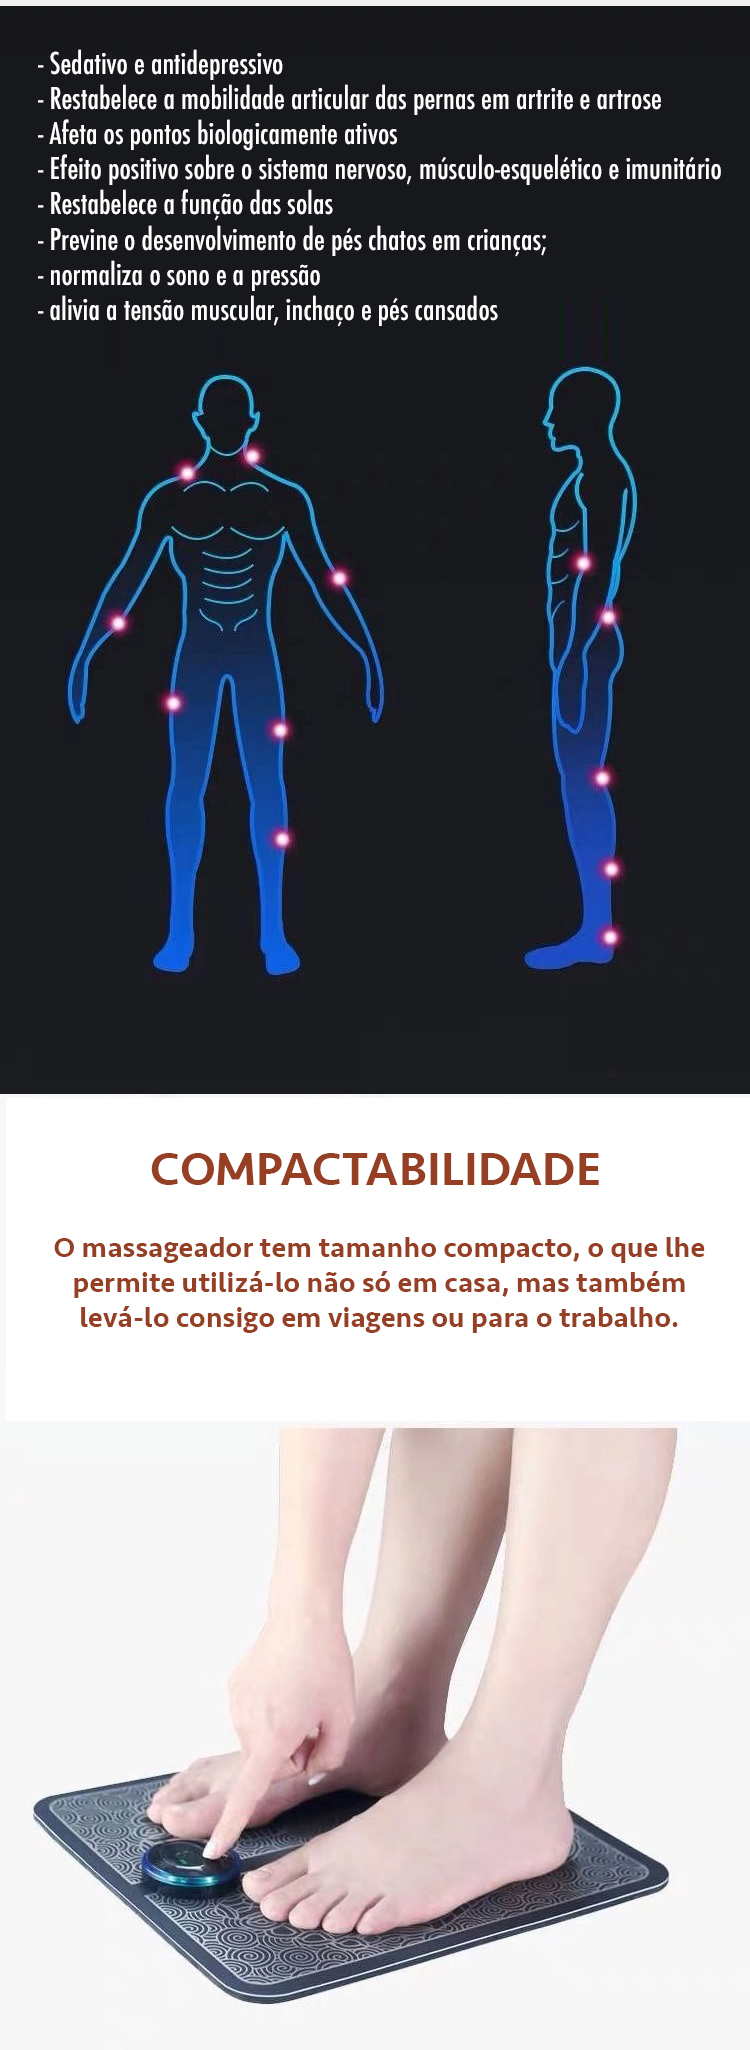 - Sedativo e antidepressivo
- Restabelece a mobilidade articular das pernas em artrite e artrose
- Afeta os pontos biologicamente ativos
- Efeito positivo sobre o sistema nervoso, músculo-esquelético e imunitário
- Restabelece a função das solas
- Previne o desenvolvimento de pés chatos em crianças;
- normaliza o sono e a pressão
- alivia a tensão muscular, inchaço e pés cansados
COMPACTABILIDADE
O massageador tem tamanho compacto, o que lhe
permite utilizá-lo não só em casa, mas também
levá-lo consigo em viagens ou para o trabalho.